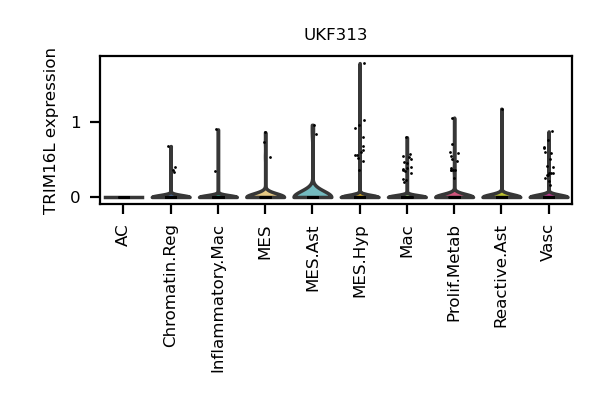 UKF313
TRIM16L expression
1
0
AC
Chromatin.Reg
Inflammatory.Mac
MES
MES.Ast
MES.Hyp
Mac
Prolif.Metab
Reactive.Ast
Vasc